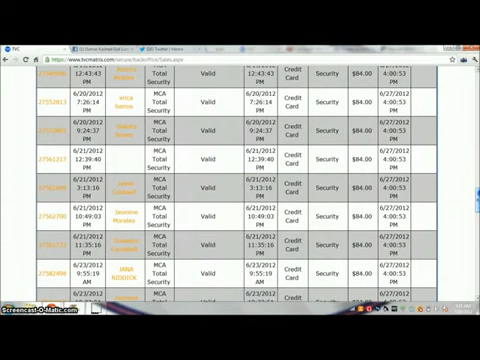 TVC
https://www.tvcmatrix.com/secure/backoffice/Sales.aspx
12:43:43 PM Total Security Valid 12:43:43 PM Credit Card Security $84.00 4:00:53 PM
27552813 6/20/2012 7:26:14 PM MCA Total Security Valid 6/20/2012 7:26:14 PM Credit Card Security $84.00 6/27/2012 4:00:53 PM
6/20/2012 9:24:37 PM MCA Total Security Valid 6/20/2012 9:24:37 PM Credit Card Security $84.00 6/27/2012 4:00:53 PM
27561217 6/21/2012 12:39:40 PM MCA Total Security Valid 6/21/2012 12:39:40 PM Credit Card Security $84.00 6/27/2012 4:00:53 PM
6/21/2012 3:13:16 PM MCA Total Security Valid 6/21/2012 3:13:16 PM Credit Card Security $84.00 6/27/2012 4:00:53 PM
27562700 6/21/2012 10:49:03 PM Jasmine Morales MCA Total Security Valid 6/21/2012 10:49:03 PM Credit Card Security $84.00 6/27/2012 4:00:53 PM
6/21/2012 11:35:16 PM MCA Total Security Valid 6/21/2012 11:35:16 PM Credit Card Security $84.00 6/27/2012 4:00:53 PM
27582498 6/23/2012 9:55:19 AM JANA RIDDICK MCA Total Security Valid 6/23/2012 9:55:19 AM Credit Card Security $84.00 6/27/2012 4:00:53 PM
6/23/2012 MCA 6/23/2012 6/27/2012
Screencast-O-Matic.com